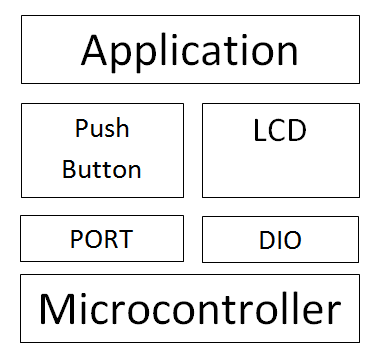 Application
Push
Button
LCD
PORT
DIO
Microcontroller